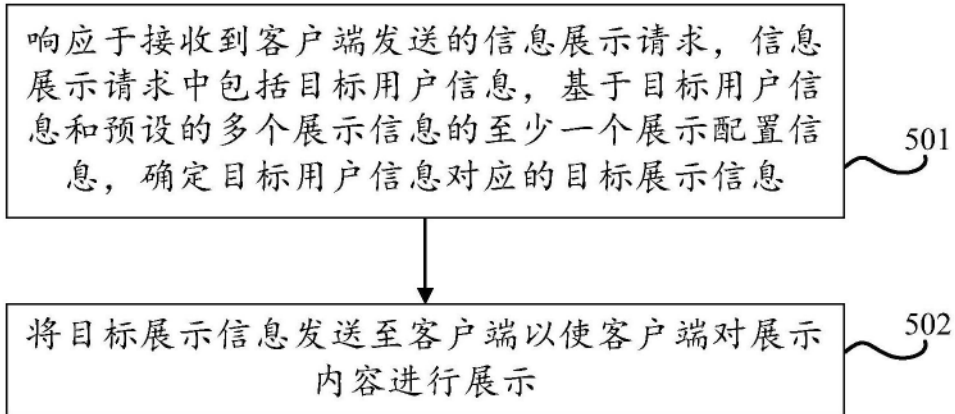 响应于接收到客户端发送的信息展示请求，信息
展示请求中包括目标用户信息，基于目标用户信
息和预设的多个展示信息的至少一个展示配置信
息，确定目标用户信息对应的目标展示信息
501
将目标展示信息发送至客户端以使客户端对展示
内容进行展示
502